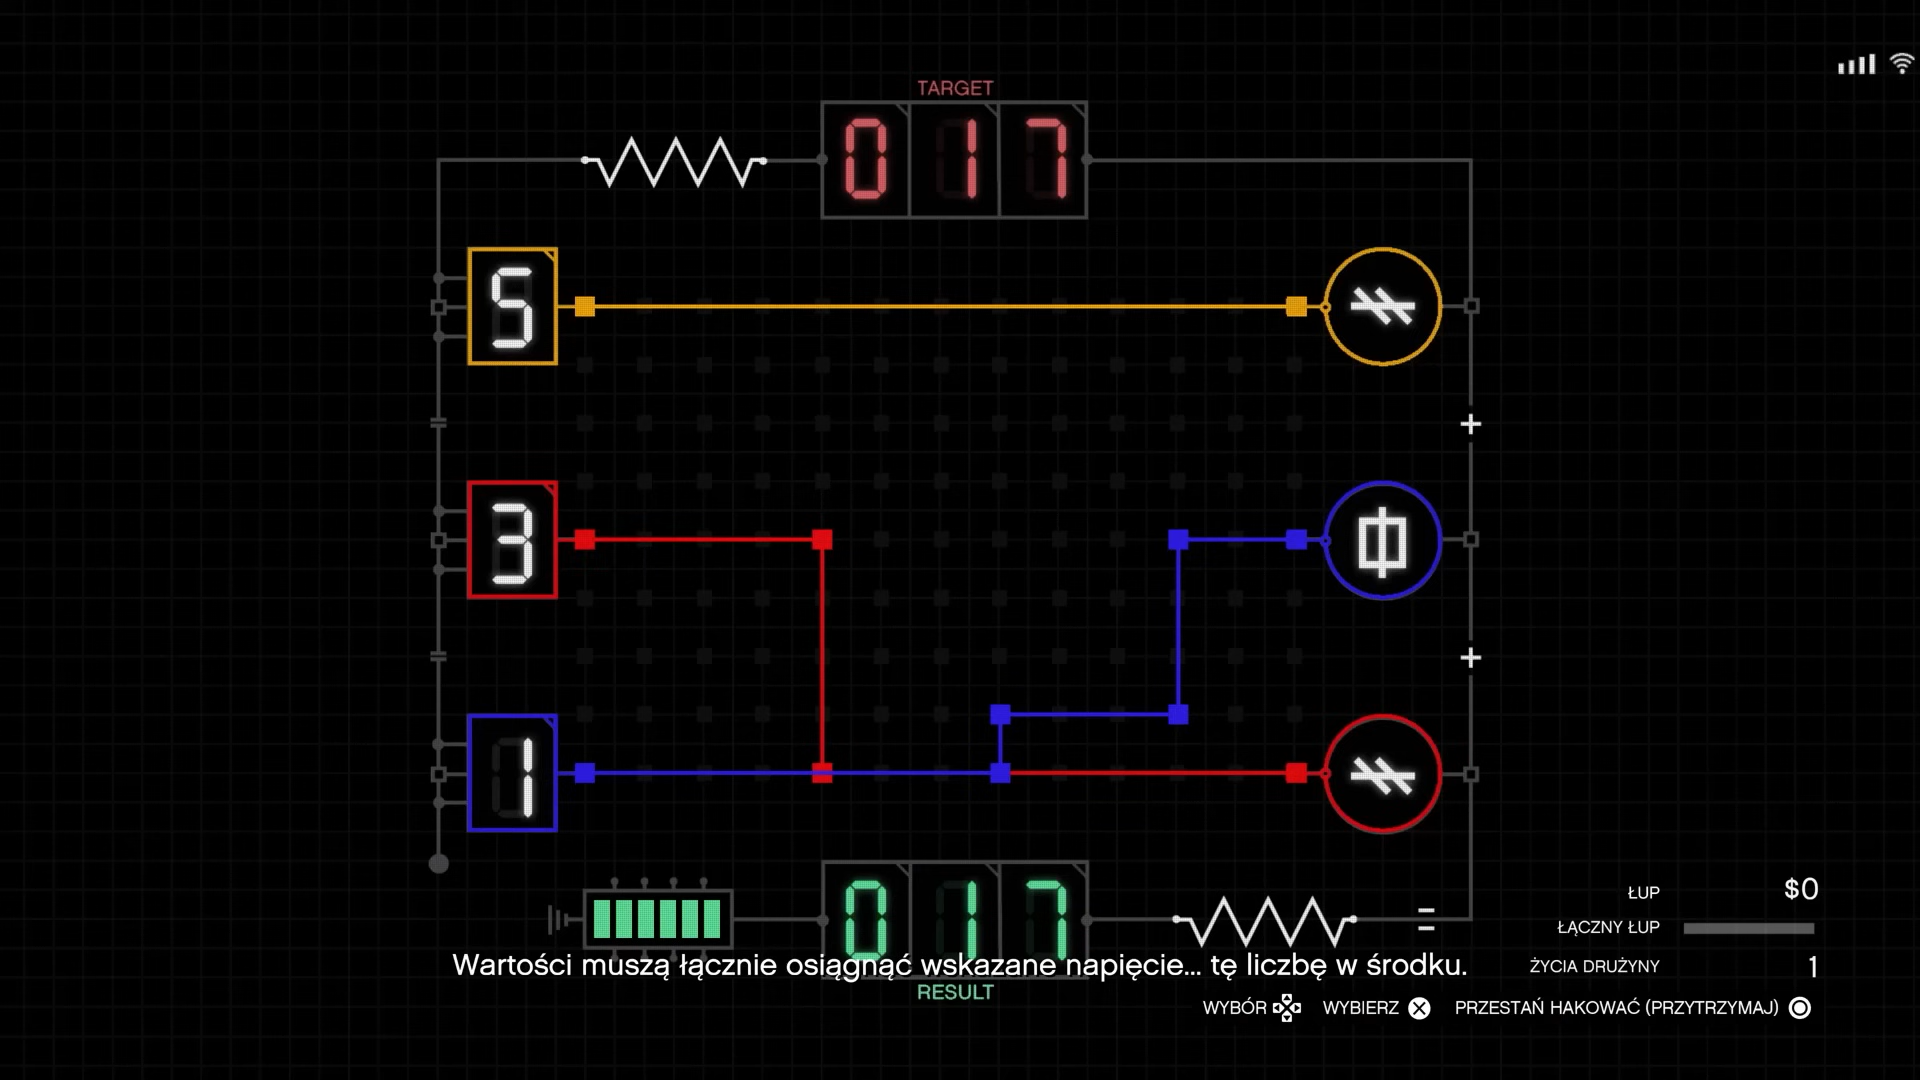 TARGET
017
5
3
1
017
Wartości muszą łącznie osiągnąć wskazane napięcie... tę liczbę w środku.
RESULT
ŁUP $0
ŁĄCZNY ŁUP
ŻYCIA DRUŻYNY 1
WYBÓR WYBIERZ PRZESTAŃ HAKOWAĆ (PRZYTRZYMAJ)